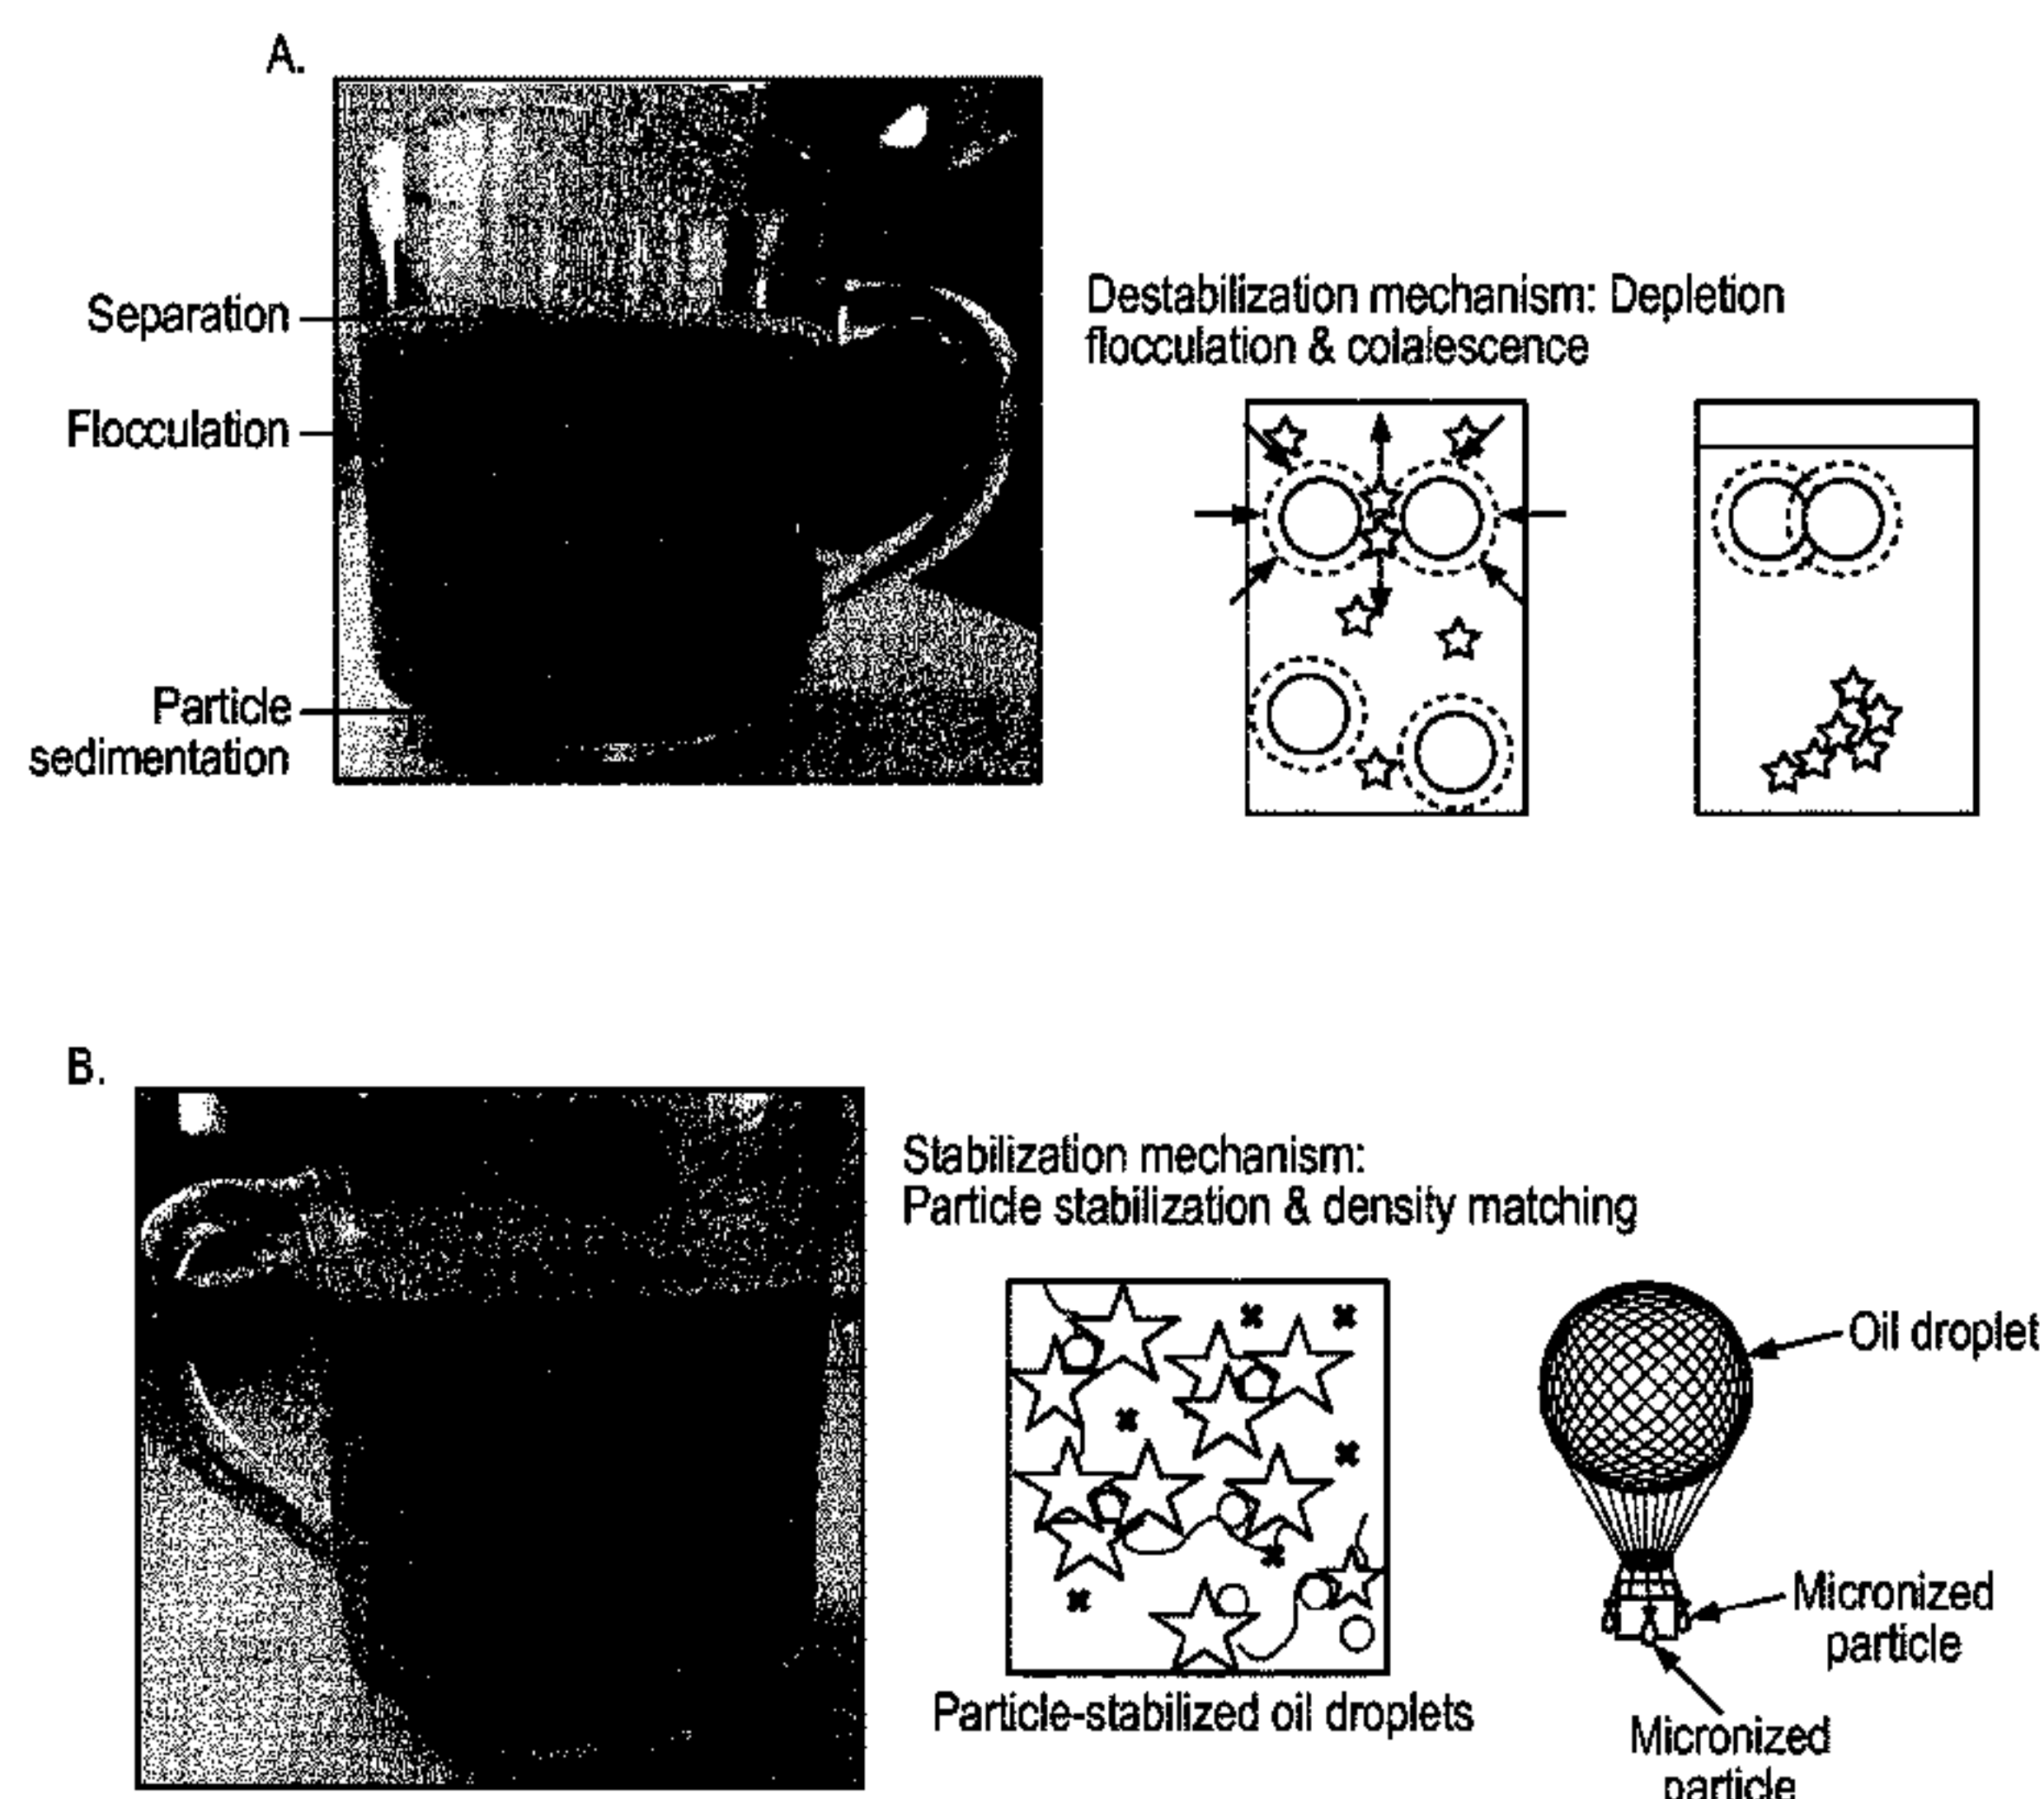 A.
Separation
Flocculation
Particle
sedimentation
Destabilization mechanism: Depletion
flocculation & colalescence
B.
Stabilization mechanism:
Particle stabilization & density matching
Oil droplet
Micronized
particle
Particle-stabilized oil droplets
Micronized
particle